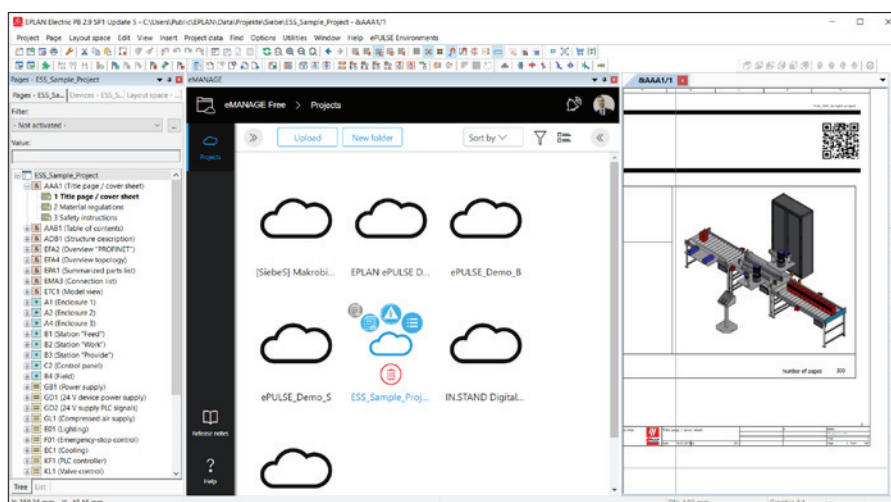 EPLAN Electric P8 2.9 SP1 Update 5 - C:\Users\Public\EPLAN\Data\Projekte\Siebe\ESS_Sample_Project - &AAA1/1
Project Page Layout space Edit View Insert Project data Find Options Utilities Window Help ePULSE Environments
Pages - ESS_Sample_Project
Pages - ESS_Sa... Devices - ESS_S... Layout space - ...
Filter:
- Not activated -
Value:
ESS_Sample_Project
AAA1 (Title page / cover sheet)
1 Title page / cover sheet
2 Material regulations
3 Safety instructions
AAB1 (Table of contents)
ADB1 (Structure description)
EFA2 (Overview "PROFINET")
EFA4 (Overview topology)
EPA1 (Summarized parts list)
EMA3 (Connection list)
ETC1 (Model view)
A1 (Enclosure 1)
A2 (Enclosure 2)
A4 (Enclosure 3)
B1 (Station "Feed")
B2 (Station "Work")
B3 (Station "Provide")
C2 (Control panel)
B4 (Field)
GB1 (Power supply)
GD1 (24 V device power supply)
GD2 (24 V supply PLC signals)
GL1 (Compressed air supply)
E01 (Lighting)
F01 (Emergency-stop control)
EC1 (Cooling)
KF1 (PLC controller)
KL1 (Valve control)
Tree List
eMANAGE
eMANAGE Free > Projects
Projects
Upload
New folder
Sort by
[SiebeS] Makrobi...
EPLAN ePULSE D...
ePULSE_Demo_B
ePULSE_Demo_S
ESS_Sample_Proj...
IN.STAND Digital...
Release notes
?
Help
&AAA1/1
Number of pages 300